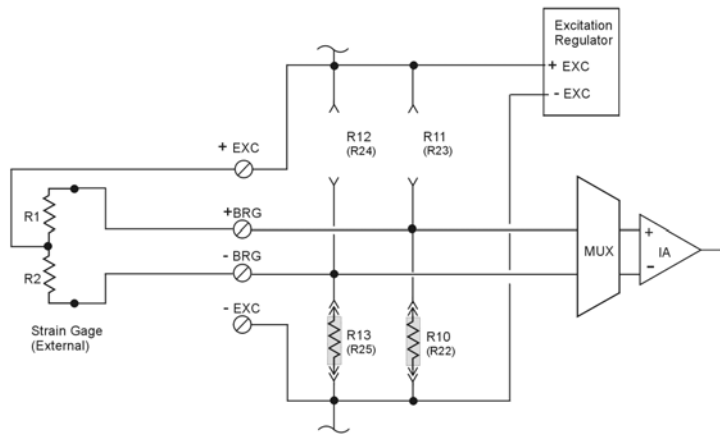 Excitation
Regulator
+ EXC
- EXC
R12
(R24)
R11
(R23)
+ EXC
R1
+BRG
MUX
+
IA
-
R2
- BRG
- EXC
Strain Gage
(External)
R13
(R25)
R10
(R22)